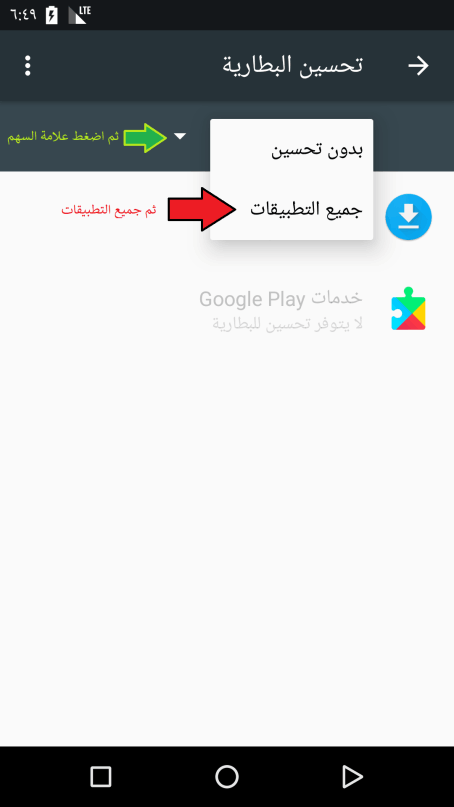 ٦:٤٩
LTE
تحسين البطارية
بدون تحسين
ثم اضغط علامة السهم
جميع التطبيقات
ثم جميع التطبيقات
خدمات Google Play
لا يتوفر تحسين للبطارية